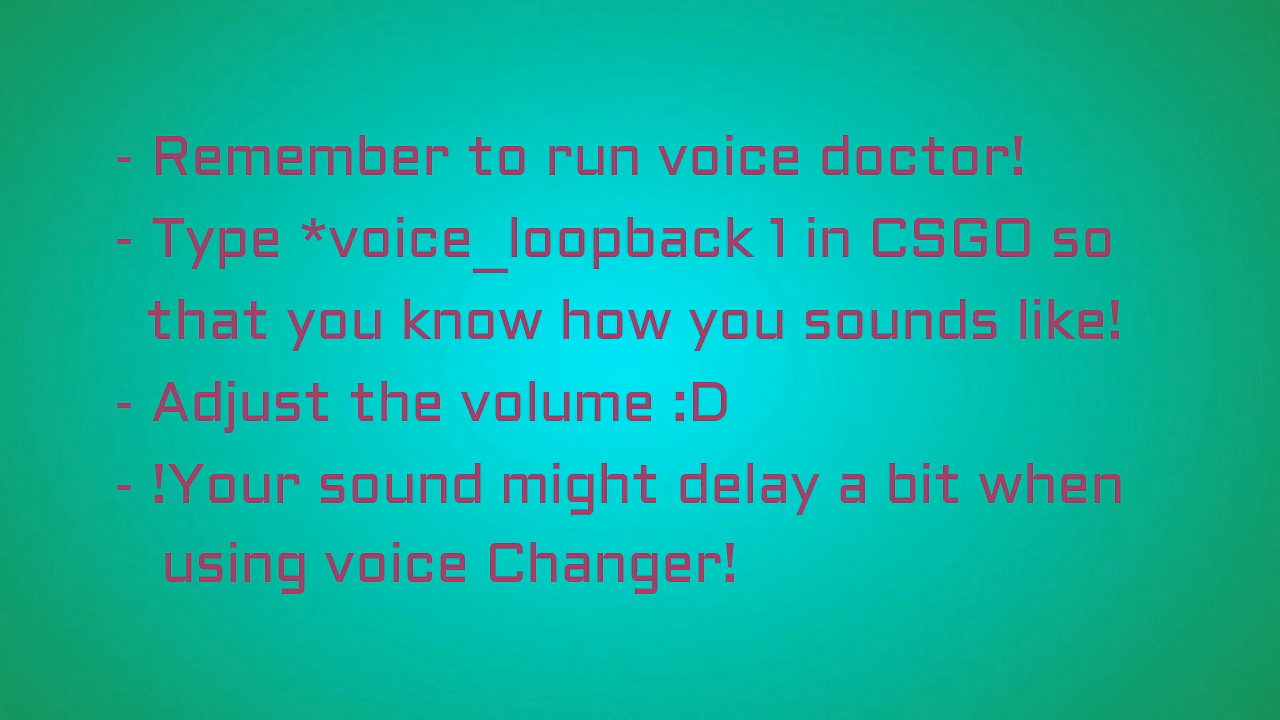 - Remember to run voice doctor!
- Type *voice_loopback 1 in CSGO so
that you know how you sounds like!
- Adjust the volume :D
- !Your sound might delay a bit when
using voice Changer!